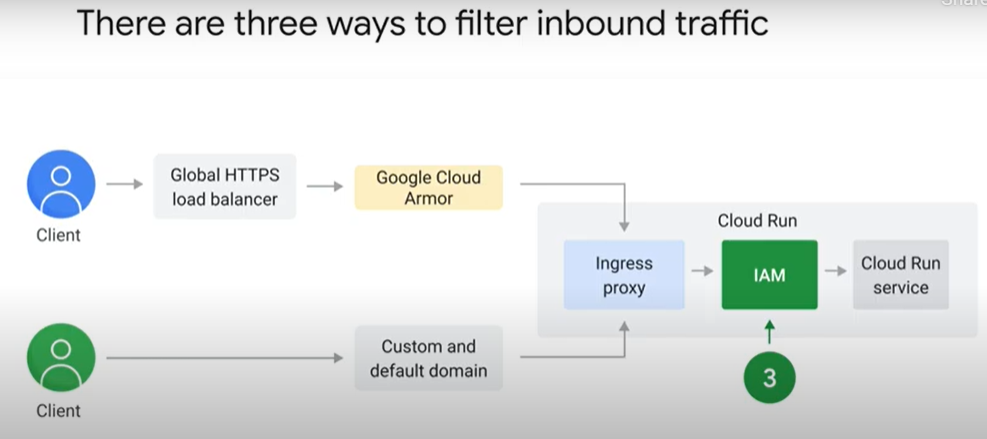 There are three ways to filter inbound traffic
Global HTTPS
load balancer
Google Cloud
Armor
Client
Cloud Run
Ingress
proxy
IAM
Cloud Run
service
Custom and
default domain
Client
3